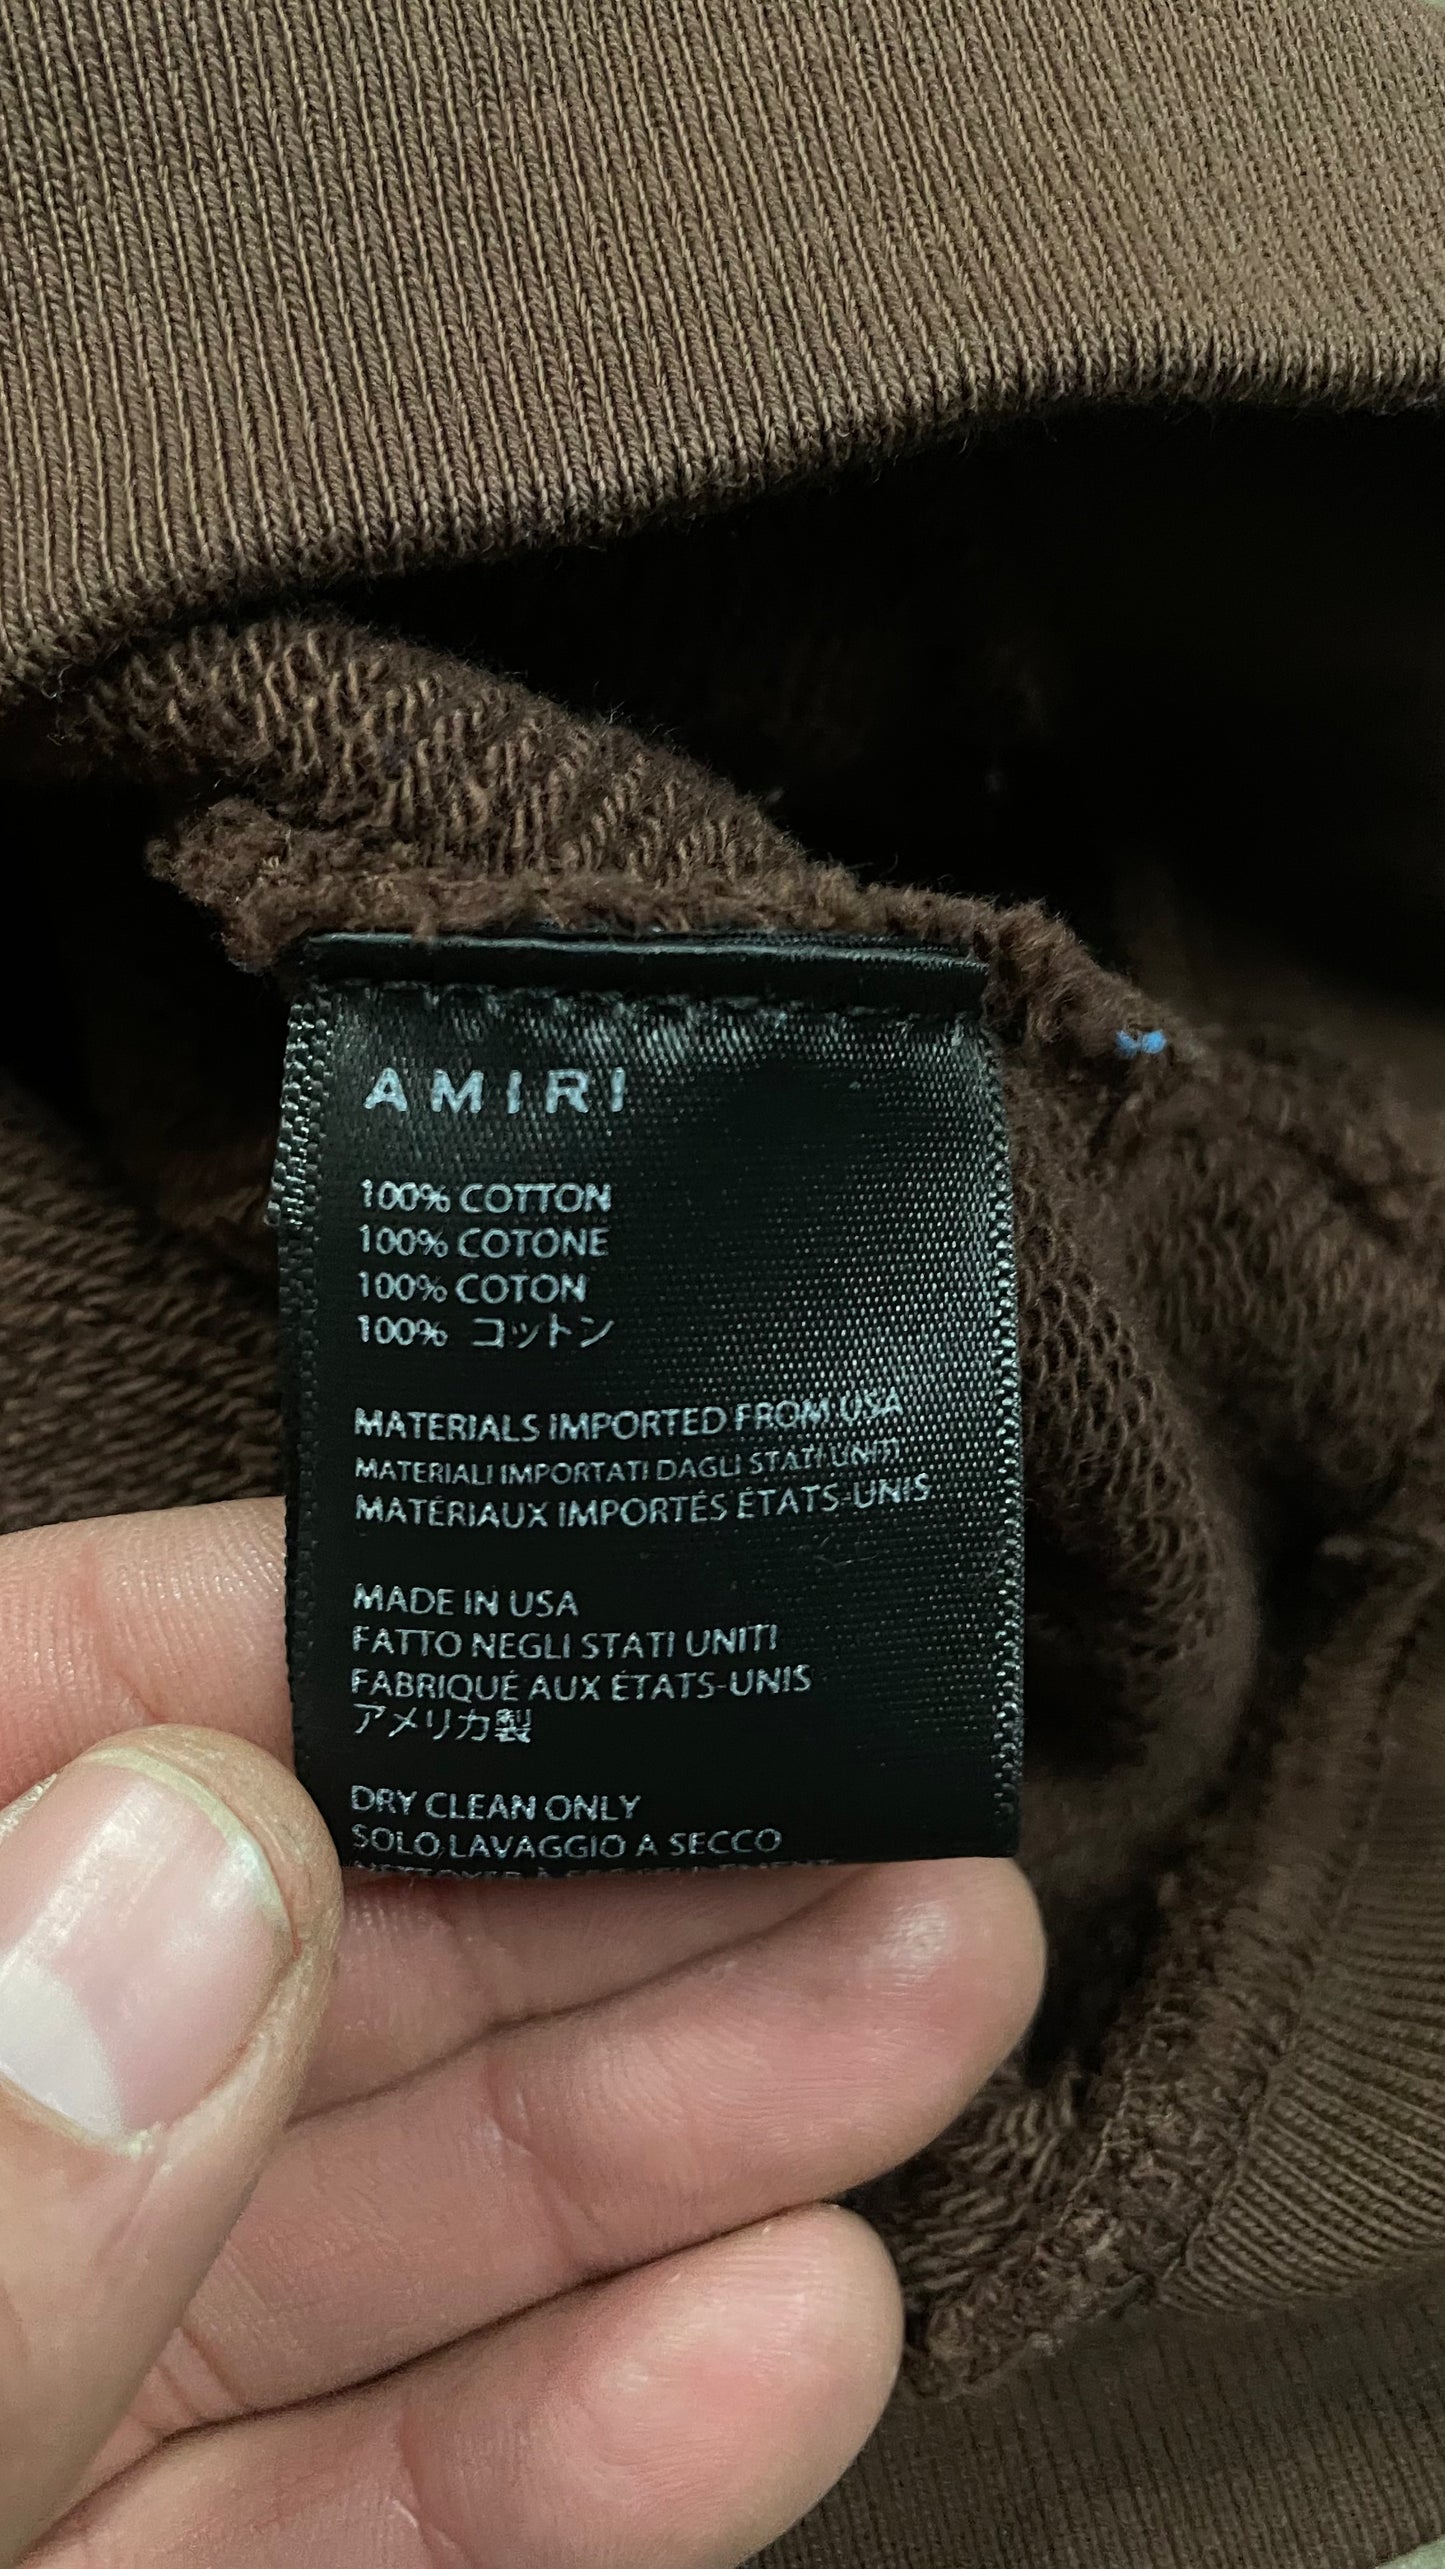 AMIRI
100% COTTON
100% COTONE
100% COTON
100% コットン
MATERIALS IMPORTED FROM USA
MATERIALI IMPORTATI DAGLI STATI UNITI
MATÉRIAUX IMPORTÉS ÉTATS-UNIS
MADE IN USA
FATTO NEGLI STATI UNITI
FABRIQUÉ AUX ÉTATS-UNIS
アメリカ製
DRY CLEAN ONLY
SOLO LAVAGGIO A SECCO